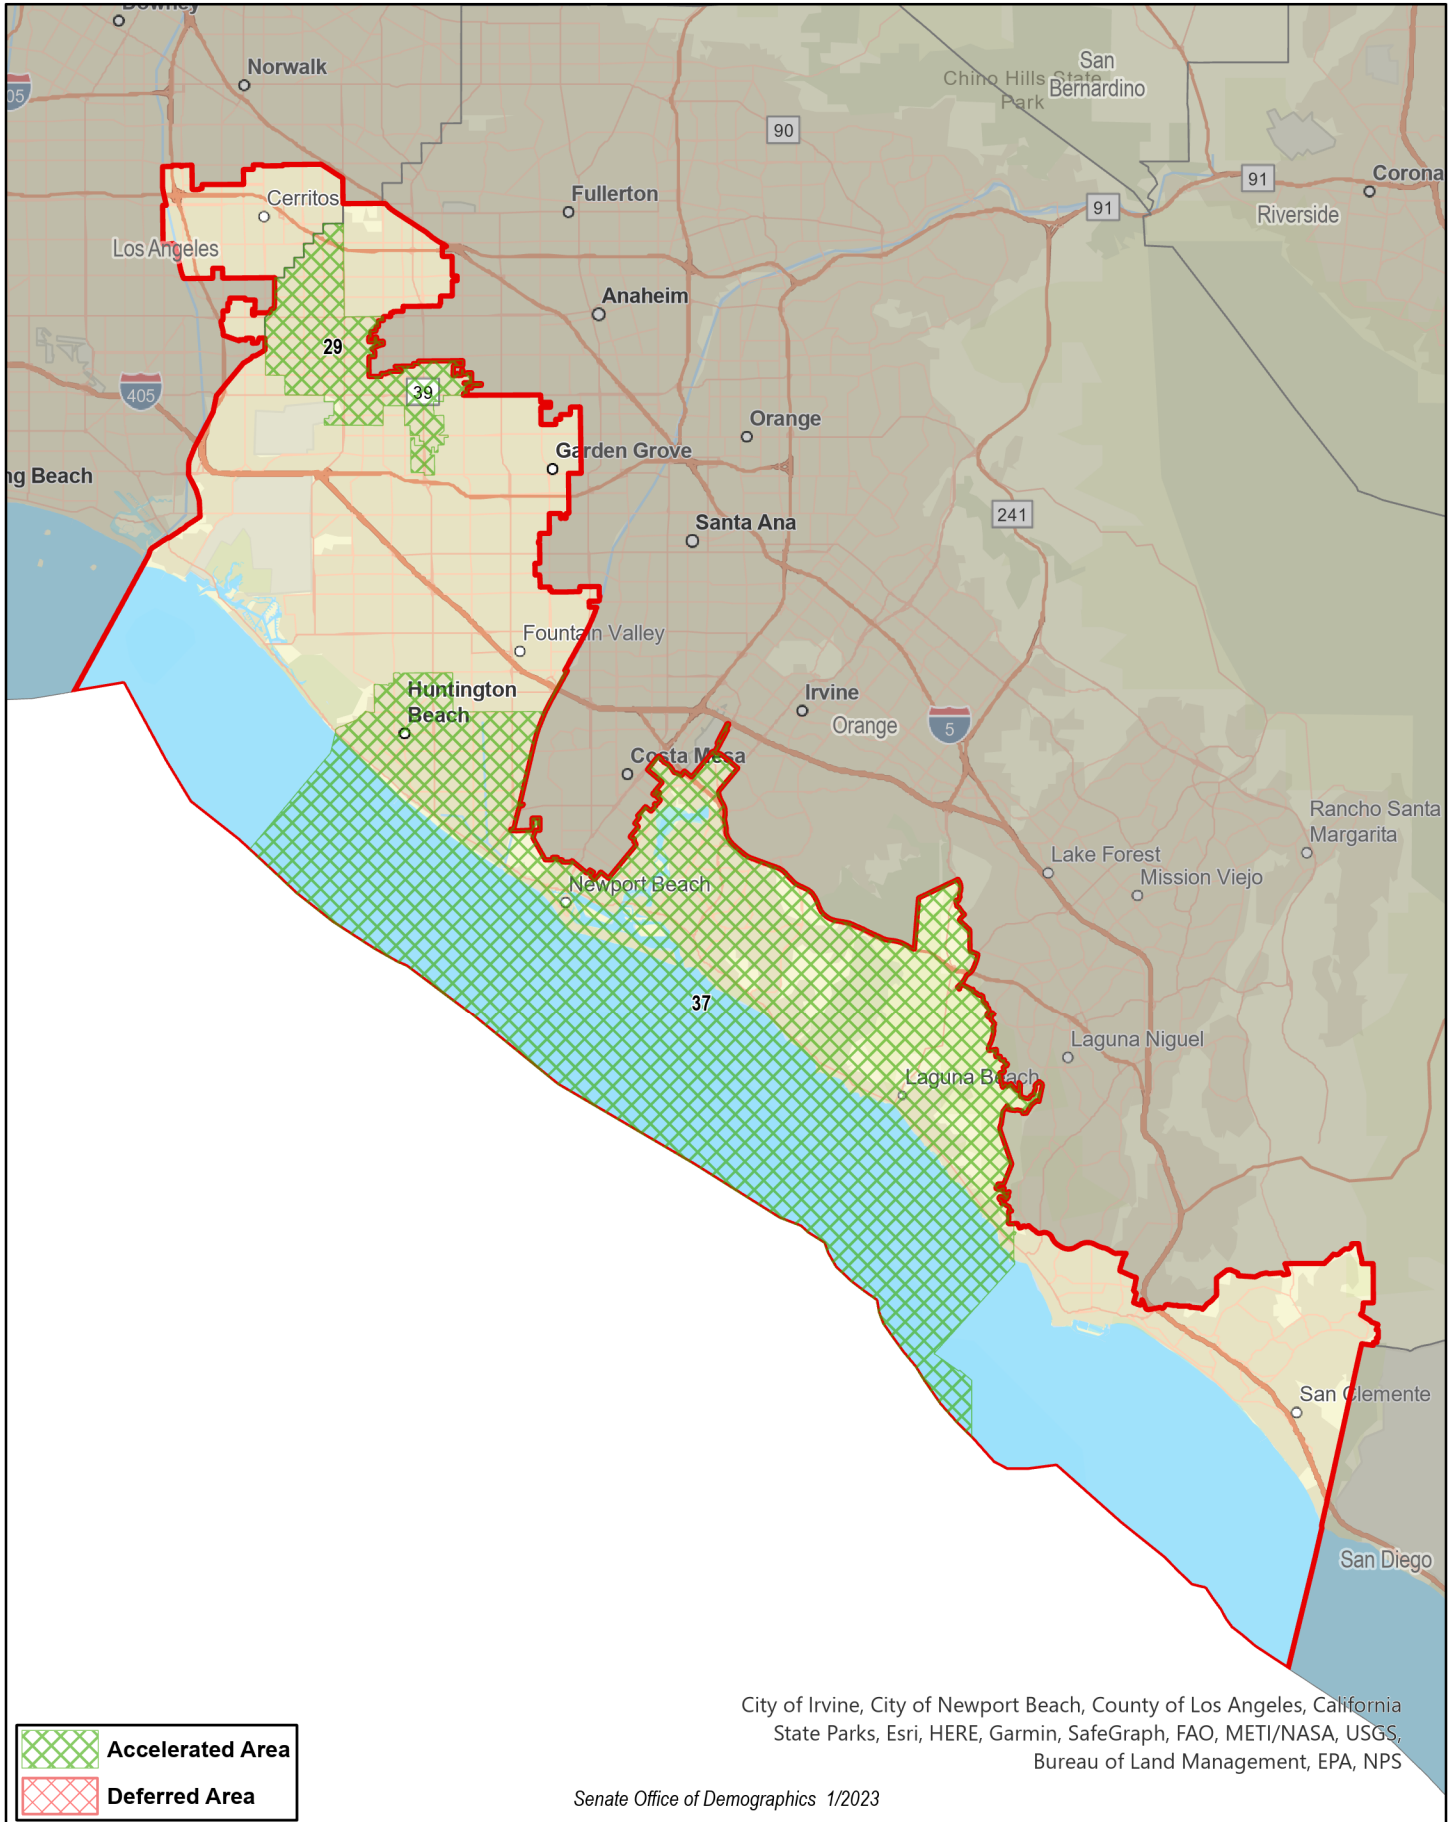 Downey
Norwalk
05
San
Bernardino
Chino Hills State
Park
90
Corona
91
91
Riverside
Cerritos
Fullerton
Los Angeles
Anaheim
29
39
405
Orange
Garden Grove
ng Beach
Santa Ana
241
Fountain Valley
Huntington
Beach
Irvine
Orange
5
Costa Mesa
Rancho Santa
Margarita
Lake Forest
Mission Viejo
Newport Beach
37
Laguna Niguel
Laguna Beach
San Clemente
San Diego
City of Irvine, City of Newport Beach, County of Los Angeles, California
State Parks, Esri, HERE, Garmin, SafeGraph, FAO, METI/NASA, USGS,
Bureau of Land Management, EPA, NPS
Accelerated Area
Deferred Area
Senate Office of Demographics 1/2023